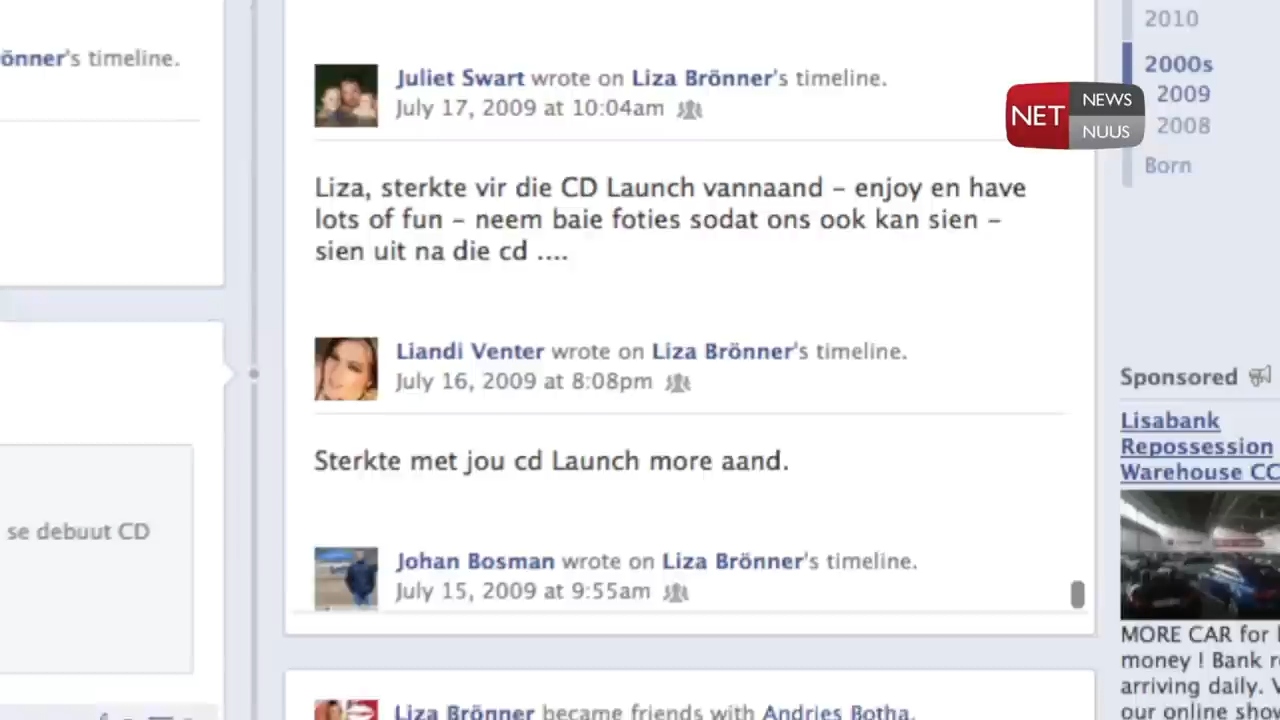 önner's timeline.
Juliet Swart wrote on Liza Brönner's timeline.
July 17, 2009 at 10:04am
Liza, sterkte vir die CD Launch vannaand – enjoy en have
lots of fun – neem baie foties sodat ons ook kan sien –
sien uit na die cd ....
Liandi Venter wrote on Liza Brönner's timeline.
July 16, 2009 at 8:08pm
Sterkte met jou cd Launch more aand.
se debuut CD
Johan Bosman wrote on Liza Brönner's timeline.
July 15, 2009 at 9:55am
Liza Brönner became friends with Andries Botha.
NET NEWS
NUUS
2010
2000s
2009
2008
Born
Sponsored
Lisabank
Repossession
Warehouse CC
MORE CAR for
money ! Bank
arriving daily.
our online